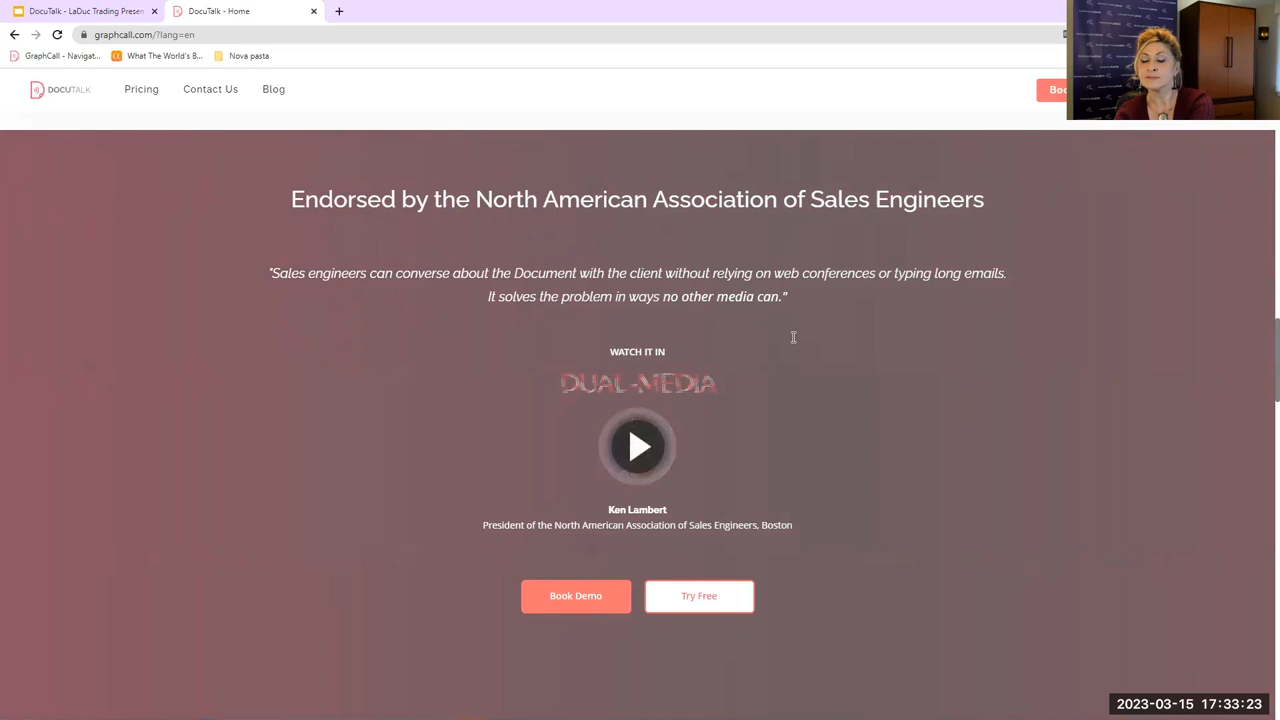 DocuTalk - LaDuc Trading Presen
DocuTalk - Home
graphcall.com/?lang=en
GraphCall - Navigat...
What The World's B...
Nova pasta
DOCUTALK
Pricing
Contact Us
Blog
Boo
Endorsed by the North American Association of Sales Engineers
"Sales engineers can converse about the Document with the client without relying on web conferences or typing long emails.
It solves the problem in ways no other media can."
WATCH IT IN
DUAL-MEDIA
Ken Lambert
President of the North American Association of Sales Engineers, Boston
Book Demo
Try Free
2023-03-15 17:33:23